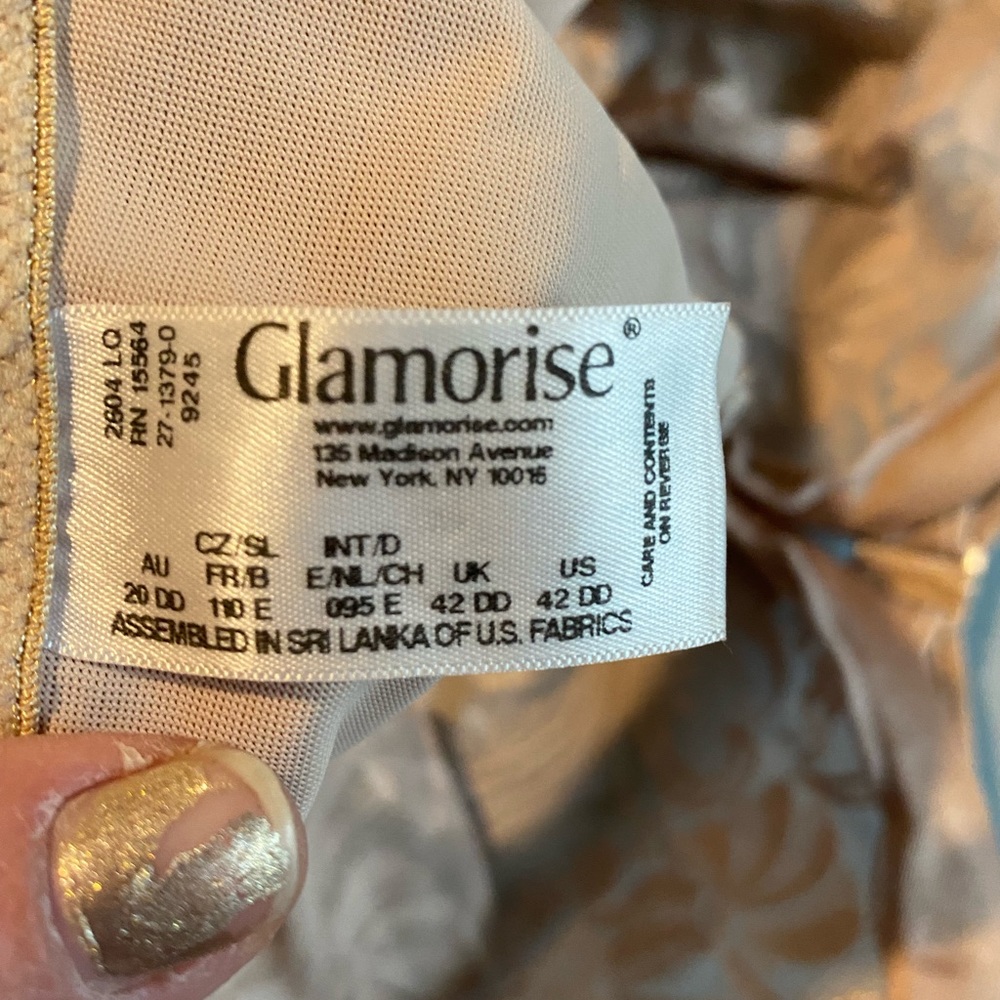 2604 LQ
RN 15564
27-1379-0
9245
Glamorise®
www.glamorise.com
135 Madison Avenue
New York, NY 10016
CARE AND CONTENTS
ON REVERSE
CZ/SL INT/D
AU FR/B E/NL/CH UK US
20 DD 110 E 095 E 42 DD 42 DD
ASSEMBLED IN SRI LANKA OF U.S. FABRICS